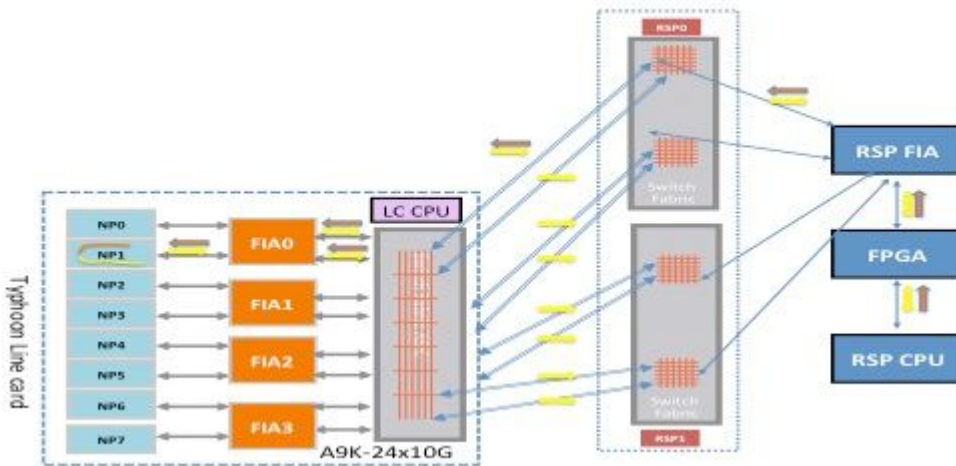 RSP0
Switch
Fabric
RSP FIA
LC CPU
NP0
NP1
NP2
NP3
NP4
NP5
NP6
NP7
FIA0
FIA1
FIA2
FIA3
Typhoon Line card
A9K-24x10G
Switch
Fabric
RSP1
FPGA
RSP CPU